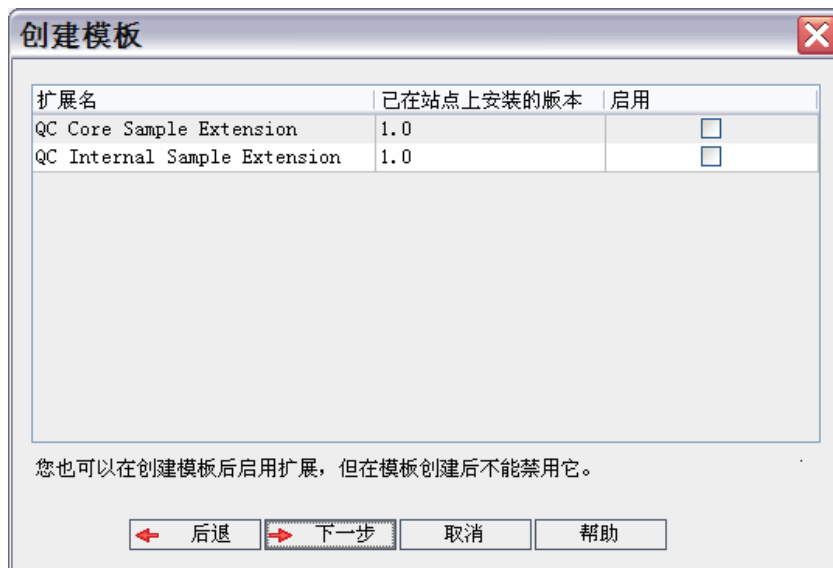 创建模板
扩展名 已在站点上安装的版本 启用
QC Core Sample Extension 1.0
QC Internal Sample Extension 1.0
您也可以在创建模板后启用扩展，但在模板创建后不能禁用它。
后退 下一步 取消 帮助